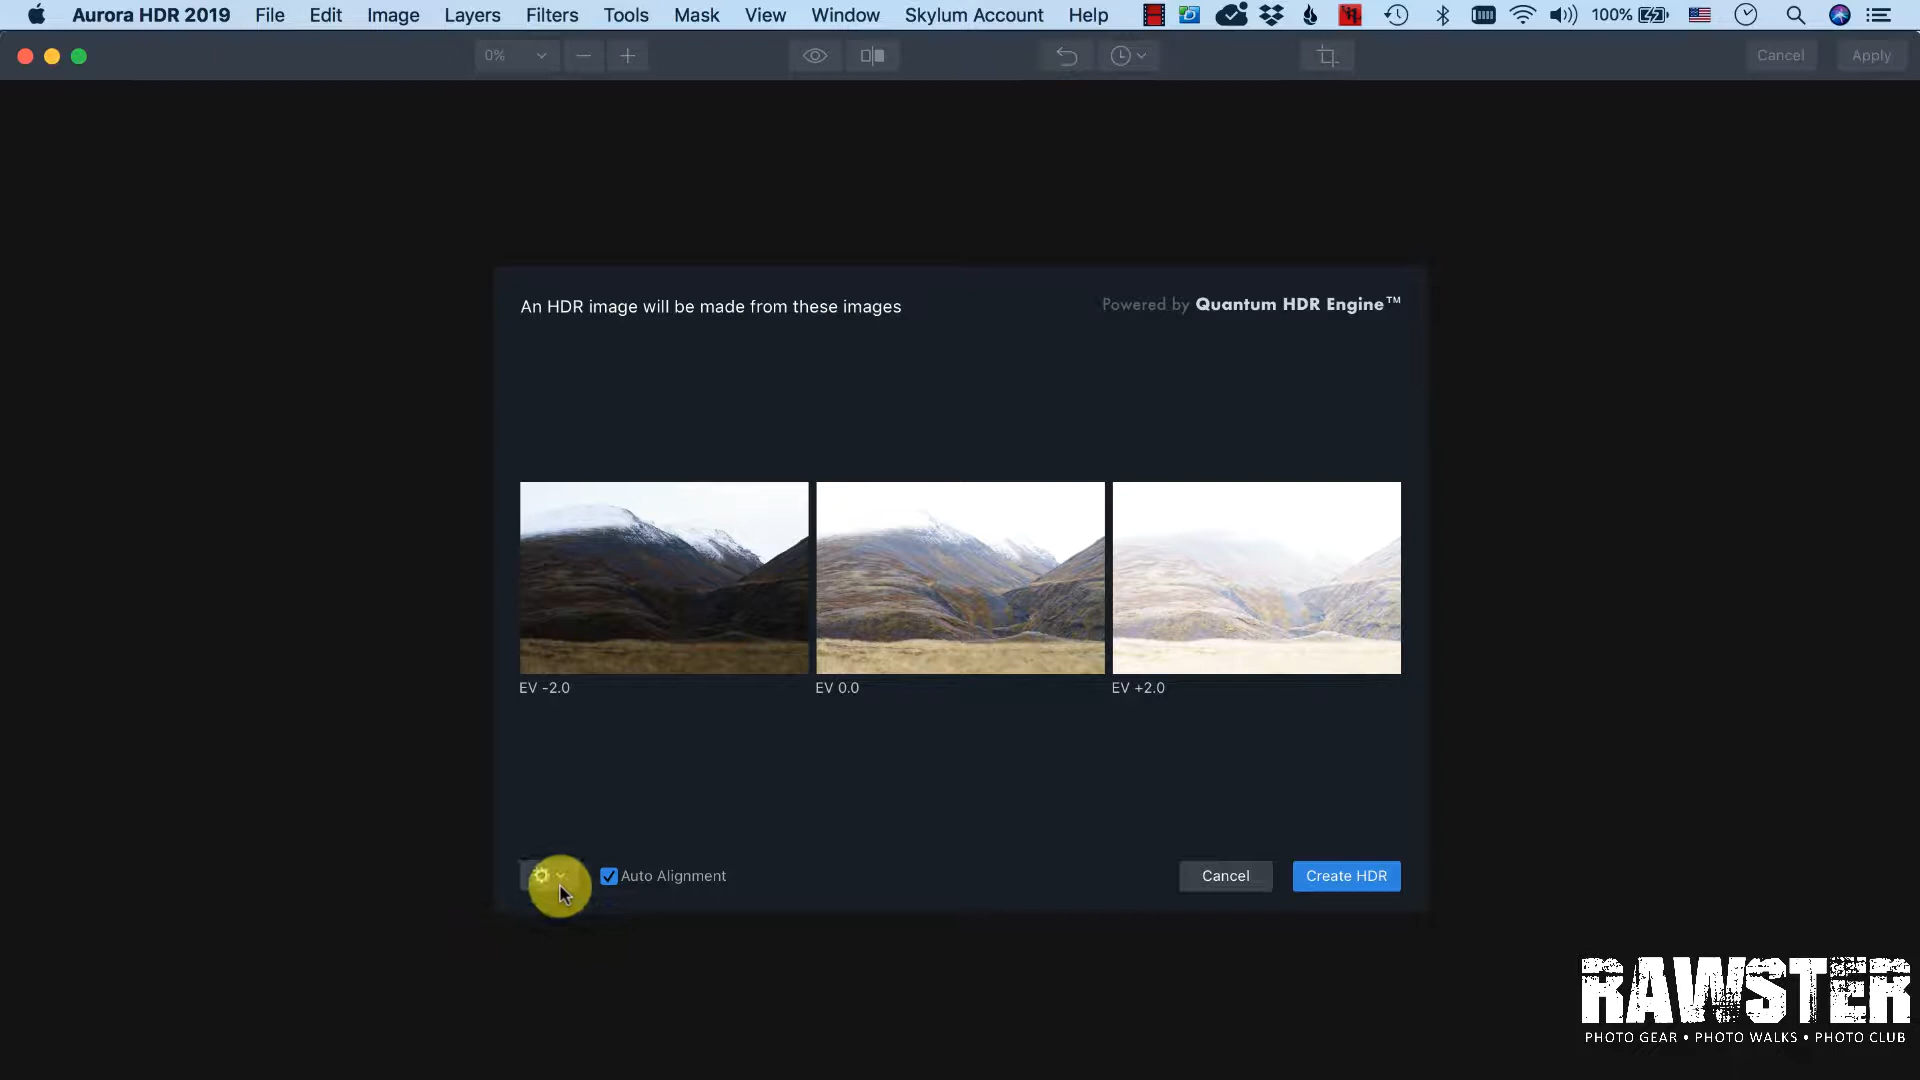 Aurora HDR 2019 File Edit Image Layers Filters Tools Mask View Window Skylum Account Help 100%
0% Cancel Apply
An HDR image will be made from these images Powered by Quantum HDR Engine™
EV -2.0 EV 0.0 EV +2.0
Auto Alignment Cancel Create HDR
RAWSTER
PHOTO GEAR • PHOTO WALKS • PHOTO CLUB